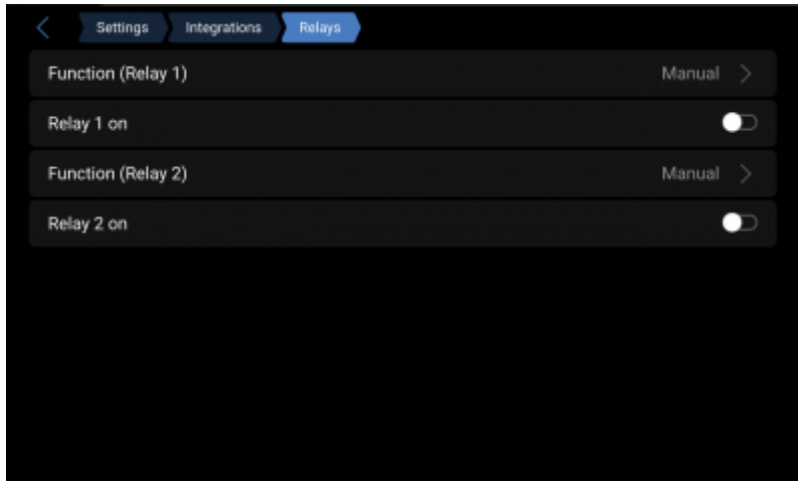 Settings Integrations Relays
Function (Relay 1) Manual
Relay 1 on
Function (Relay 2) Manual
Relay 2 on